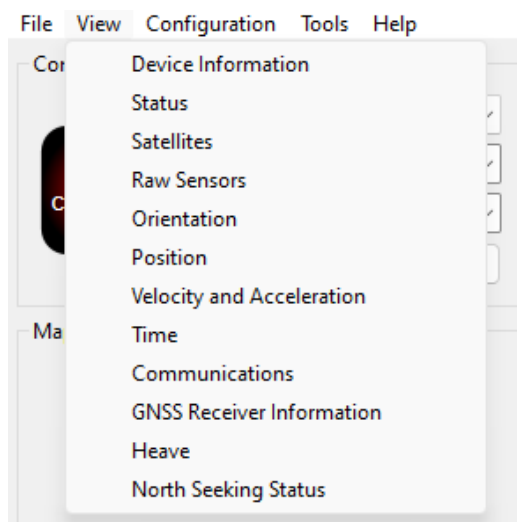 File View Configuration Tools Help
Device Information
Status
Satellites
Raw Sensors
Orientation
Position
Velocity and Acceleration
Time
Communications
GNSS Receiver Information
Heave
North Seeking Status